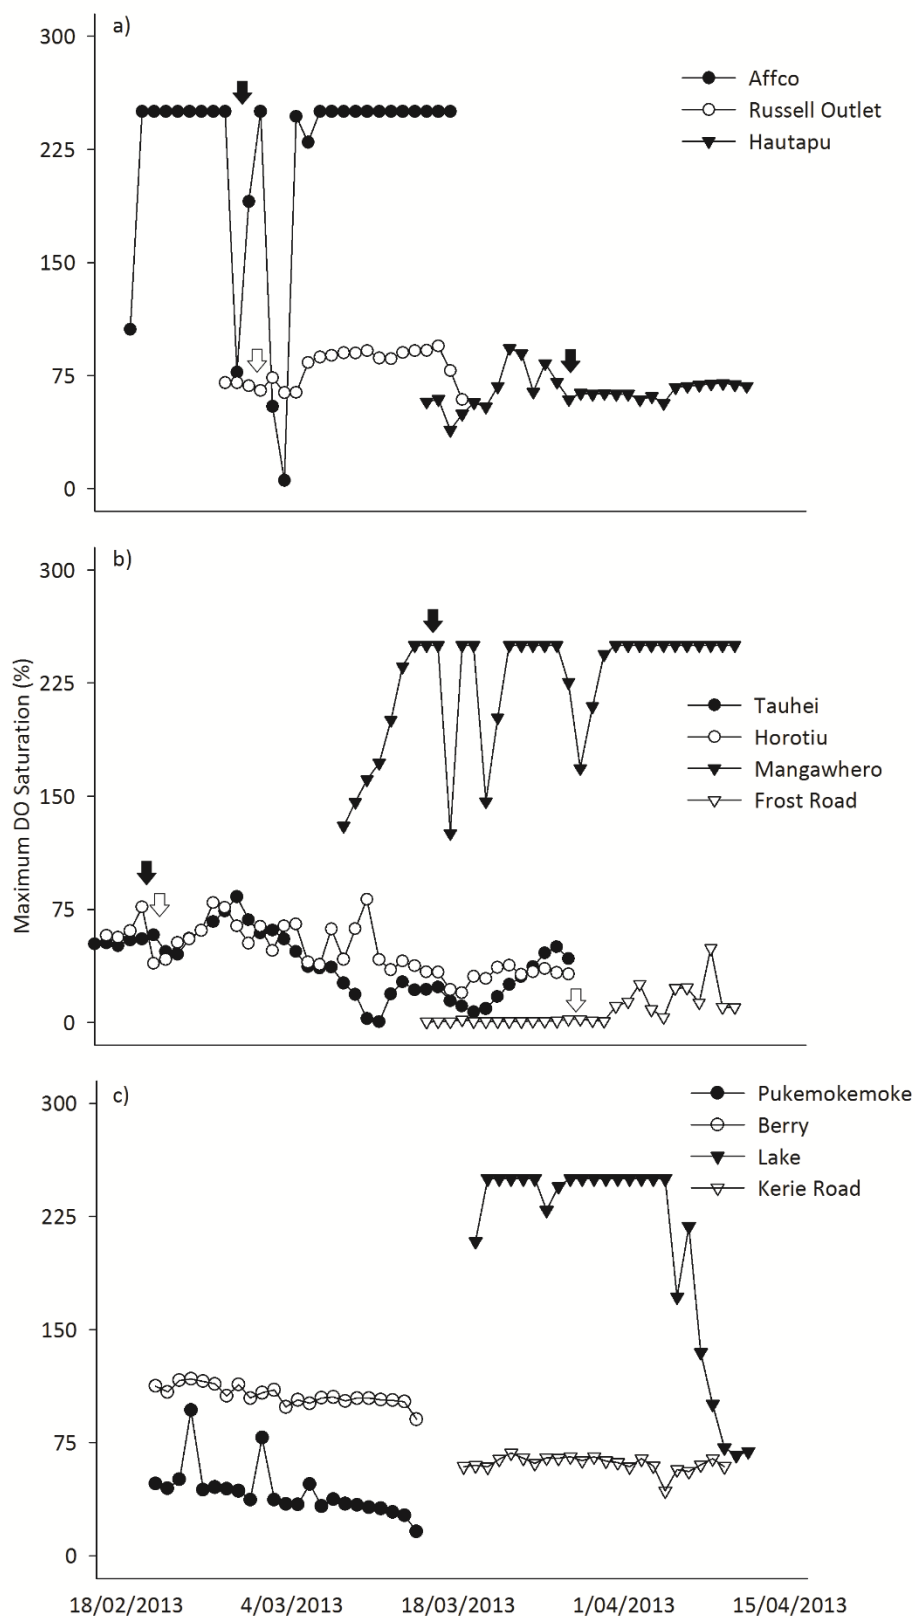 a)
300
225
150
75
0
Affco
Russell Outlet
Hautapu
Maximum DO Saturation (%)
b)
300
225
150
75
0
Tauhei
Horotiu
Mangawhero
Frost Road
c)
300
225
150
75
0
Pukemokemoke
Berry
Lake
Kerie Road
18/02/2013 4/03/2013 18/03/2013 1/04/2013 15/04/2013